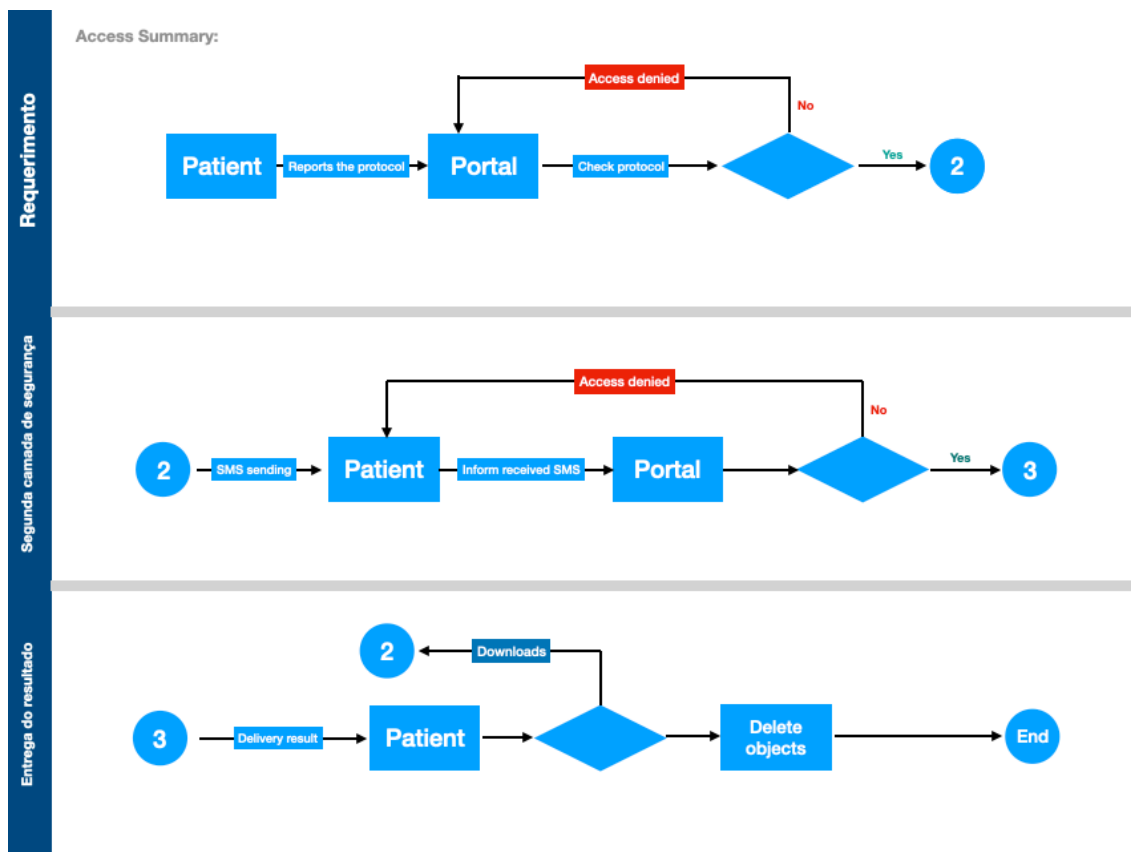 Access Summary:
Requerimento
Access denied
No
Patient
Reports the protocol
Portal
Check protocol
Yes
2
Segunda camada de segurança
Access denied
No
2
SMS sending
Patient
Inform received SMS
Portal
Yes
3
Entrega do resultado
2
Downloads
3
Delivery result
Patient
Delete
objects
End